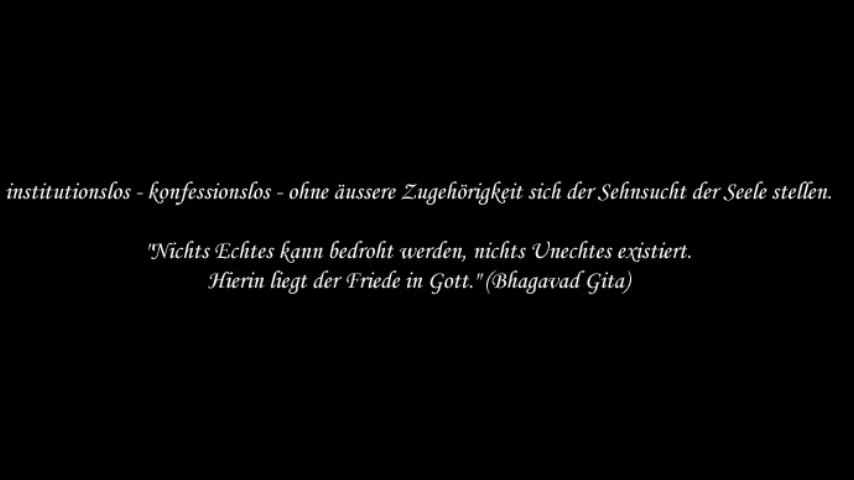 institutionslos - konfessionslos - ohne äussere Zugehörigkeit sich der Sehnsucht der Seele stellen.
"Nichts Echtes kann bedroht werden, nichts Unechtes existiert.
Hierin liegt der Friede in Gott." (Bhagavad Gita)